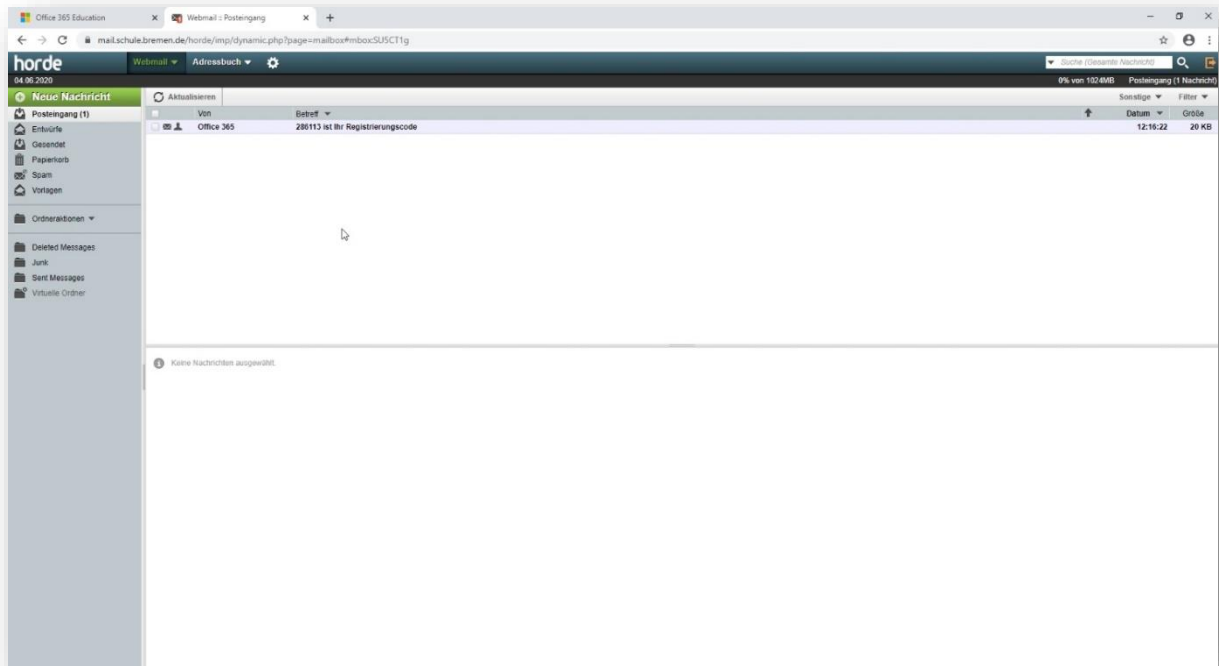 Office 365 Education
Webmail :: Posteingang
mail.schule.bremen.de/horde/imp/dynamic.php?page=mailbox#mbox:SU5CT1g
horde Webmail Adressbuch Suche (Gesamte Nachricht)
04.06.2020 0% von 1024MB Posteingang (1 Nachricht)
Neue Nachricht Aktualisieren Sonstige Filter
Posteingang (1) Von Betreff Datum Größe
Entwürfe Office 365 286113 ist Ihr Registrierungscode 12:16:22 20 KB
Gesendet
Papierkorb
Spam
Vorlagen
Ordneraktionen
Deleted Messages
Junk
Sent Messages
Virtuelle Ordner
Keine Nachrichten ausgewählt.